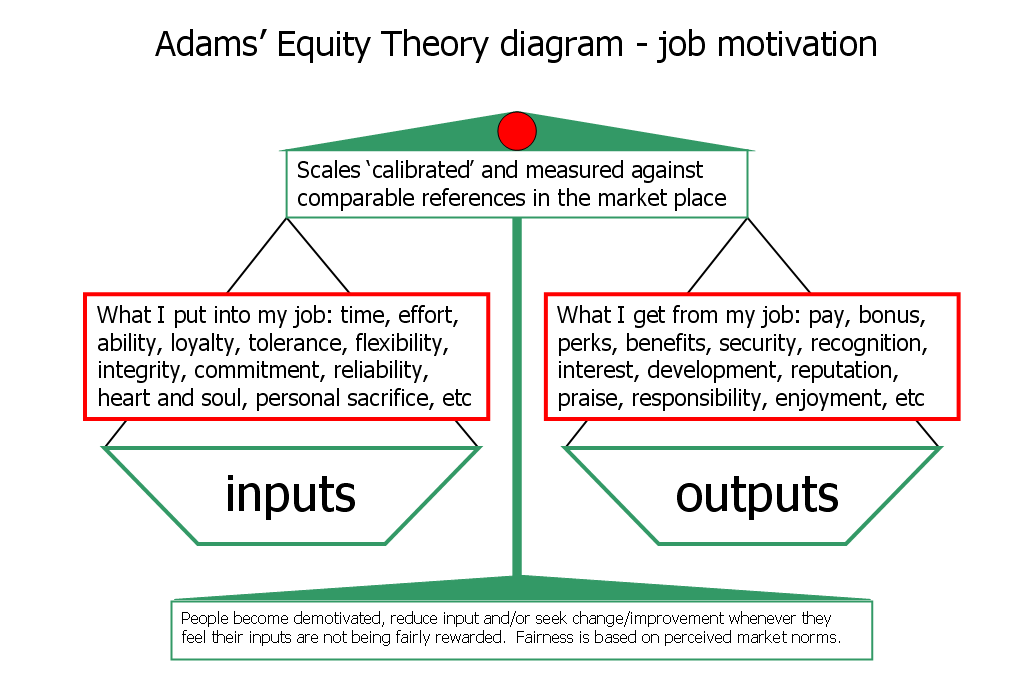 Adams’ Equity Theory diagram - job motivation
Scales ‘calibrated’ and measured against
comparable references in the market place
What I put into my job: time, effort,
ability, loyalty, tolerance, flexibility,
integrity, commitment, reliability,
heart and soul, personal sacrifice, etc
What I get from my job: pay, bonus,
perks, benefits, security, recognition,
interest, development, reputation,
praise, responsibility, enjoyment, etc
inputs
outputs
People become demotivated, reduce input and/or seek change/improvement whenever they
feel their inputs are not being fairly rewarded.  Fairness is based on perceived market norms.